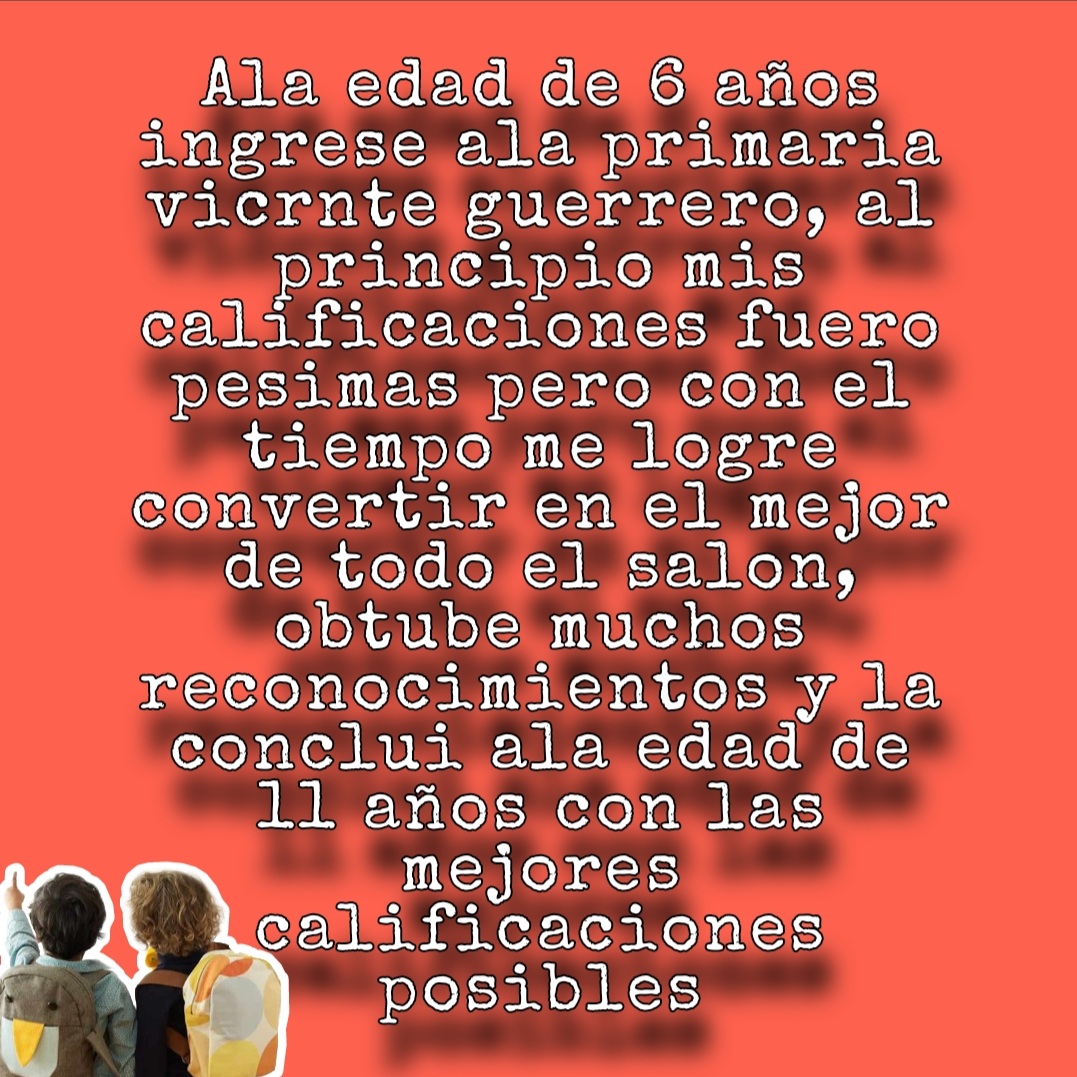 Ala edad de 6 años
ingrese ala primaria
vicrnte guerrero, al
principio mis
calificaciones fuero
pesimas pero con el
tiempo me logre
convertir en el mejor
de todo el salon,
obtube muchos
reconocimientos y la
conclui ala edad de
11 años con las
mejores
calificaciones
posibles